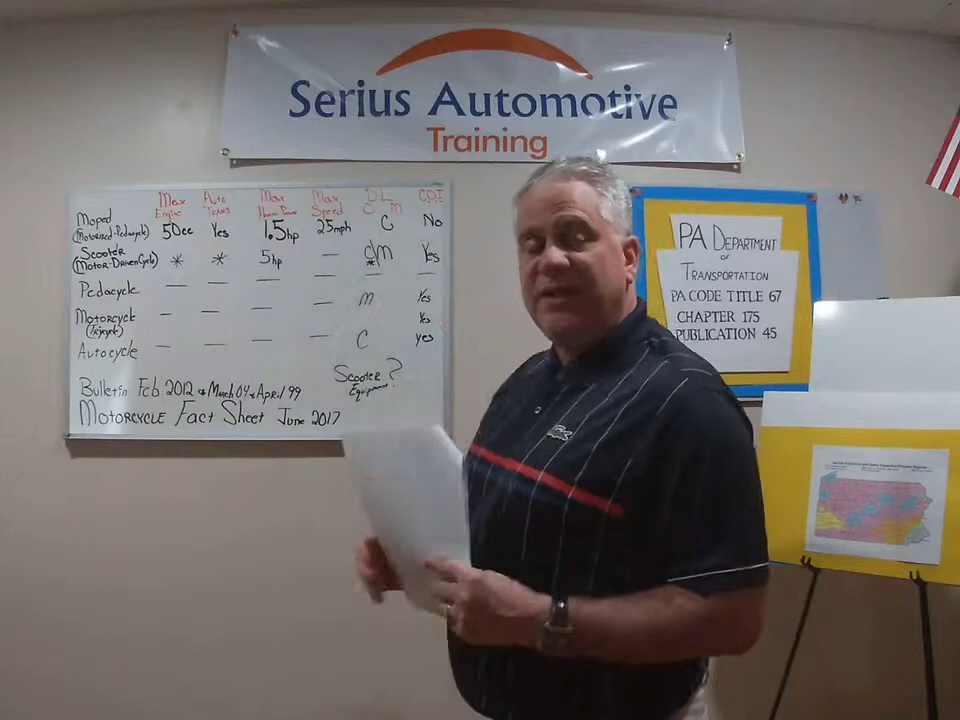 Serius Automotive
Training
Max Engine Auto Trans Max Horse Power Max Speed DL C M COI
Moped (Motorized-Pedacycle) 50cc Yes 1.5hp 25mph C No
Scooter (Motor-Driven Cycle) * * 5hp — M Yes
Pedacycle — — — —
Motorcycle (Tricycle) — — — — M Yes Yes
Autocycle — — — — C yes
Scooter?
Equipment
Bulletin Feb 2012 & March 04 & April 99
Motorcycle Fact Sheet June 2017
PA Department
of
Transportation
PA CODE TITLE 67
CHAPTER 175
PUBLICATION 45